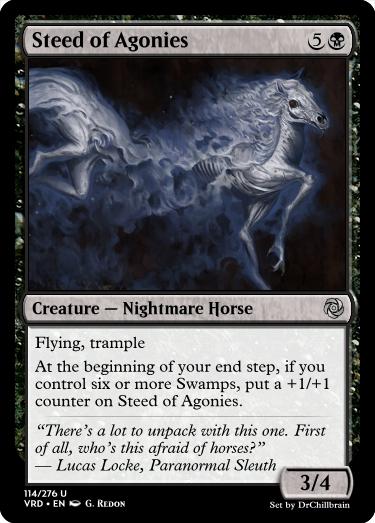 Steed of Agonies 5
Creature — Nightmare Horse
Flying, trample
At the beginning of your end step, if you
control six or more Swamps, put a +1/+1
counter on Steed of Agonies.
“There's a lot to unpack with this one. First
of all, who's this afraid of horses?”
— Lucas Locke, Paranormal Sleuth
3/4
114/276 U
VRD • EN G. Redon Set by DrChillbrain